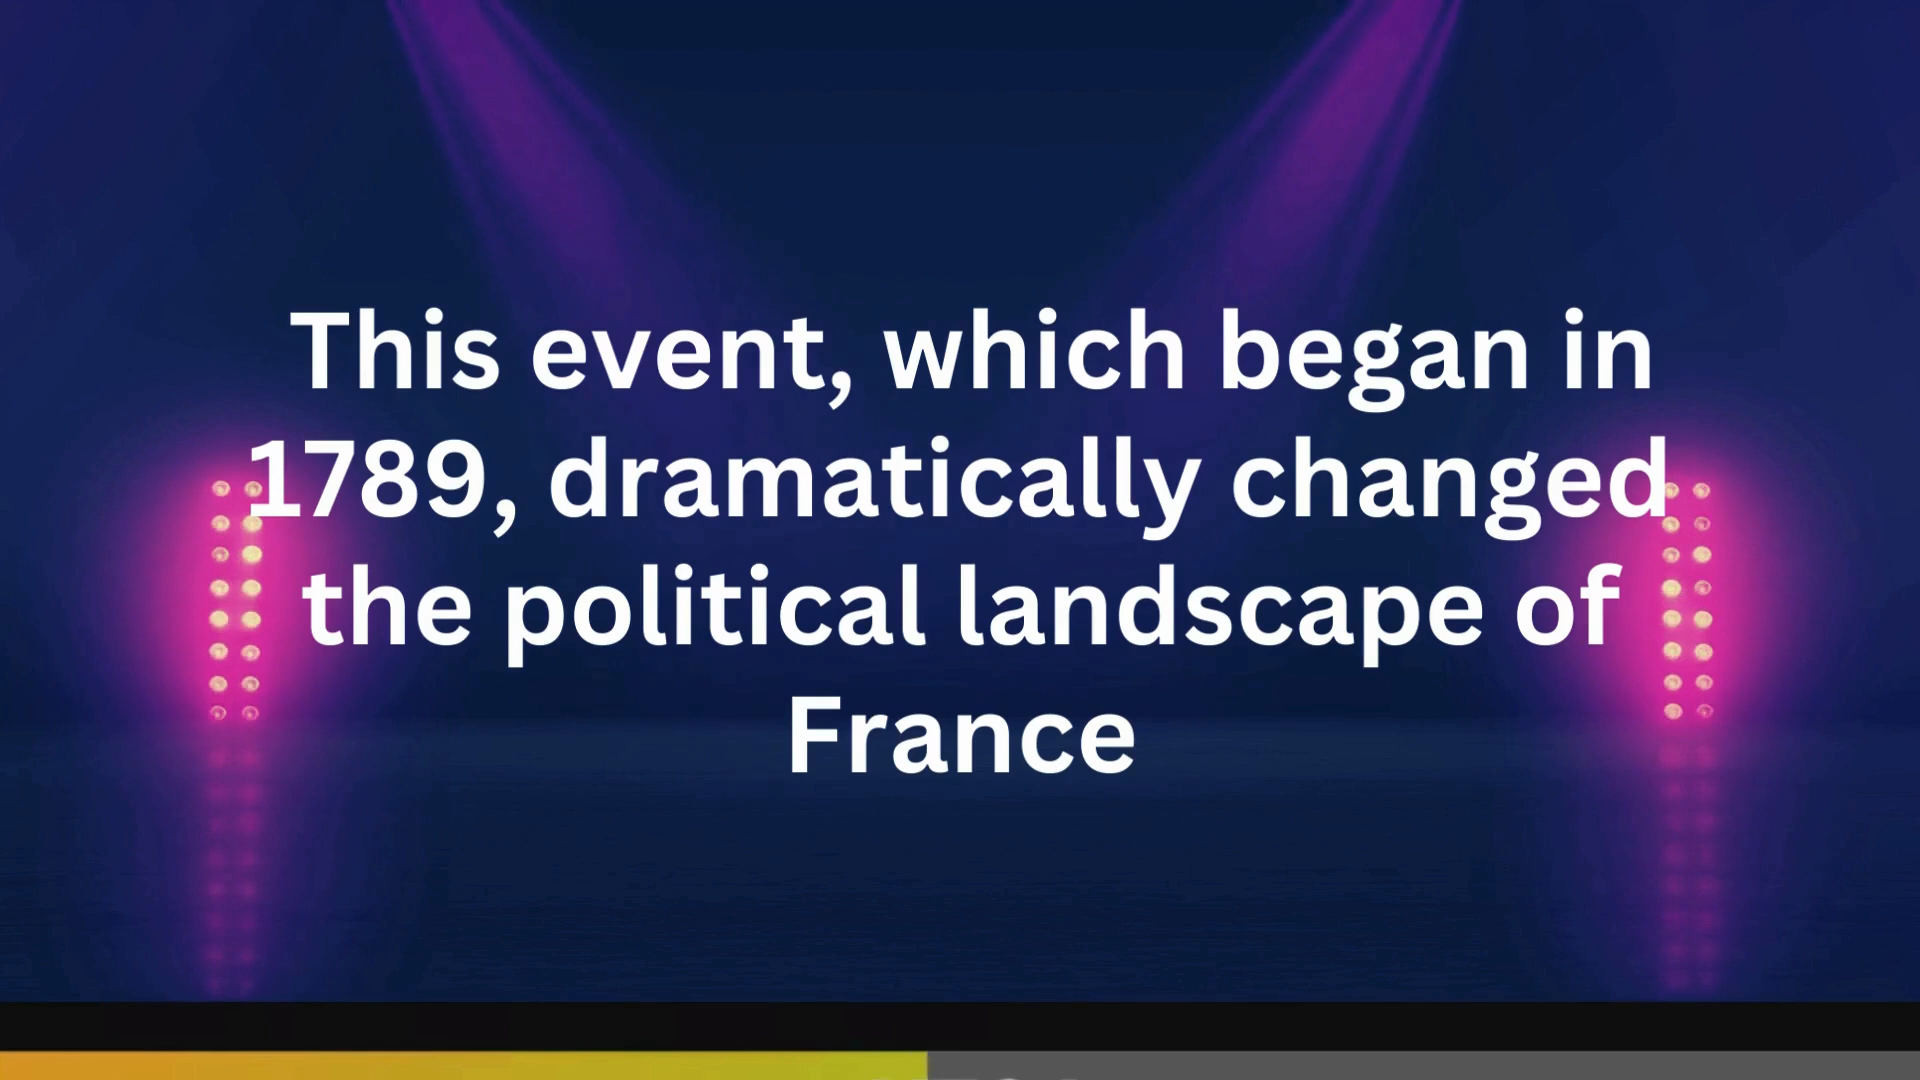 This event, which began in
1789, dramatically changed
the political landscape of
France